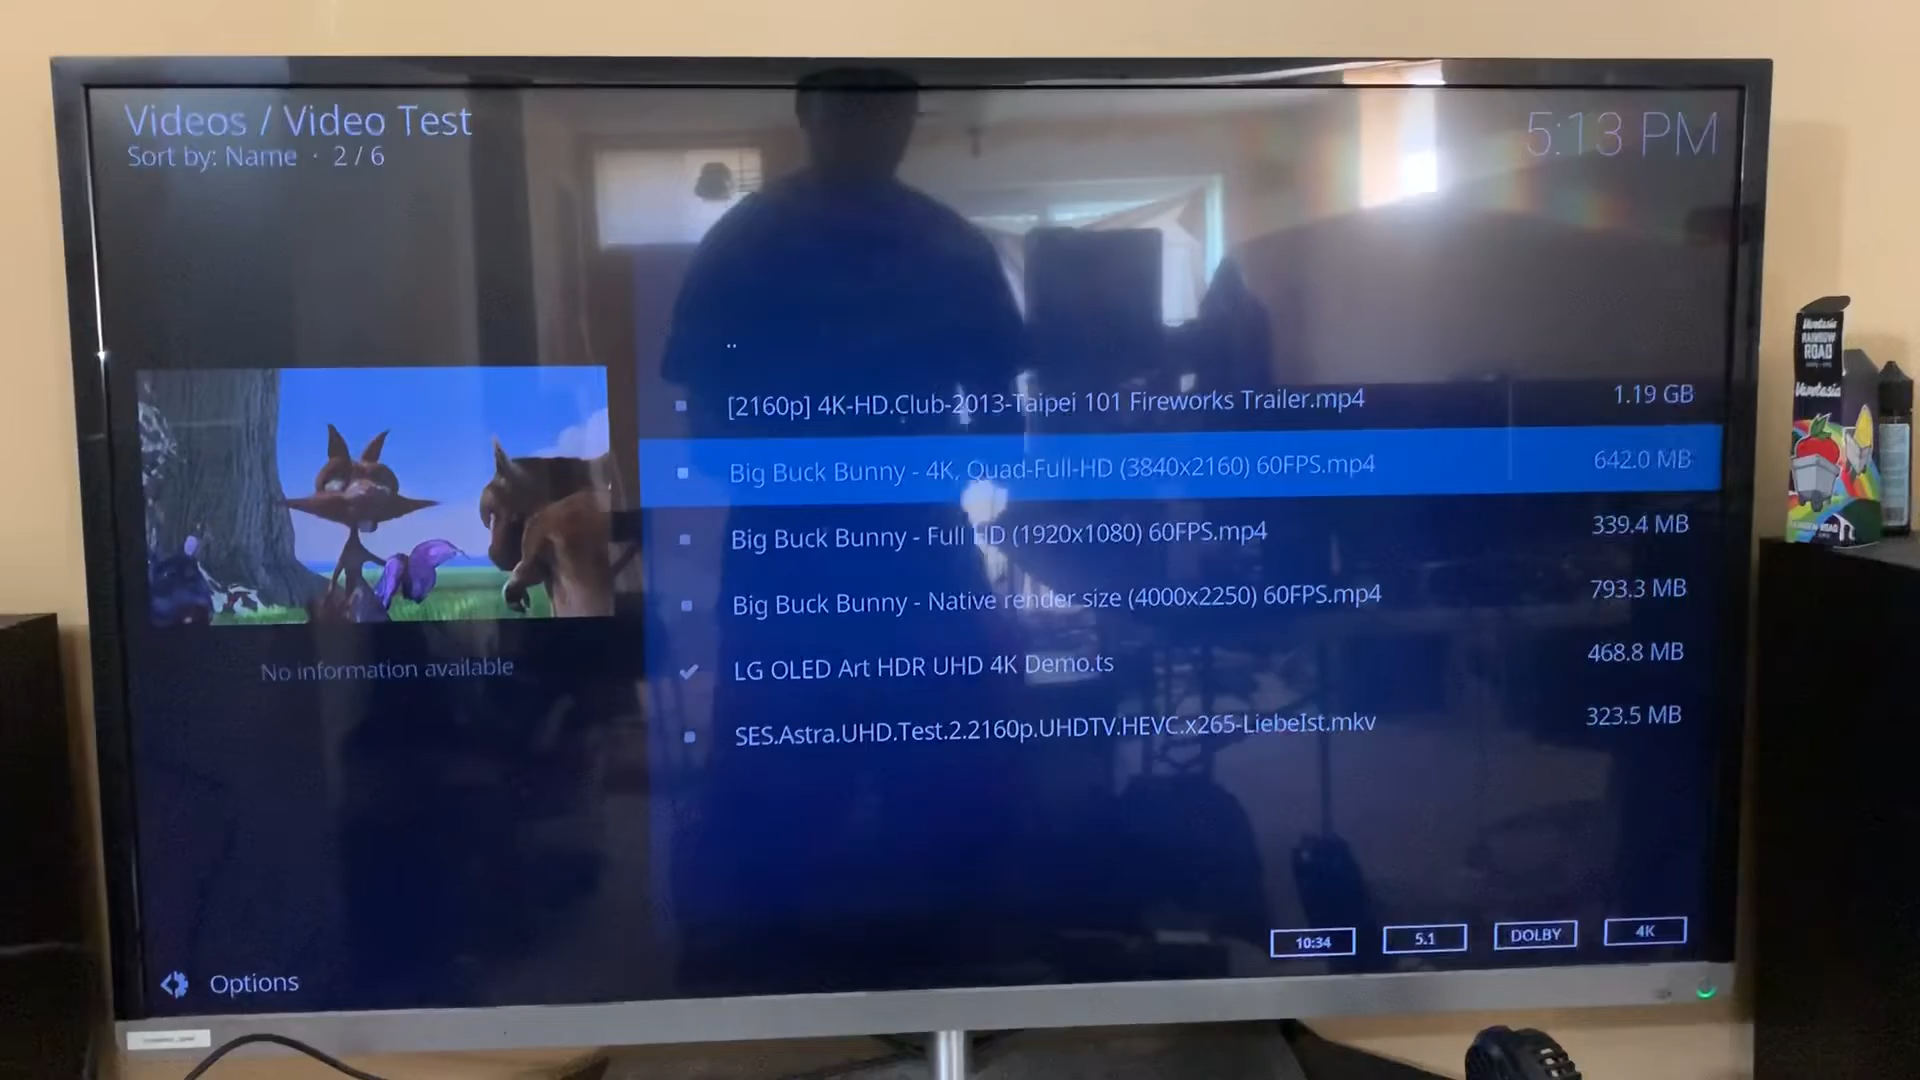 Videos / Video Test
Sort by: Name · 2 / 6
5:13 PM
..
[2160p] 4K-HD.Club-2013-Taipei 101 Fireworks Trailer.mp4 1.19 GB
Big Buck Bunny - 4K, Quad-Full-HD (3840x2160) 60FPS.mp4 642.0 MB
Big Buck Bunny - Full HD (1920x1080) 60FPS.mp4 339.4 MB
Big Buck Bunny - Native render size (4000x2250) 60FPS.mp4 793.3 MB
LG OLED Art HDR UHD 4K Demo.ts 468.8 MB
SES.Astra.UHD.Test.2.2160p.UHDTV.HEVC.x265-LiebeIst.mkv 323.5 MB
No information available
10:34 5.1 DOLBY 4K
Options
RAINBOW
ROAD